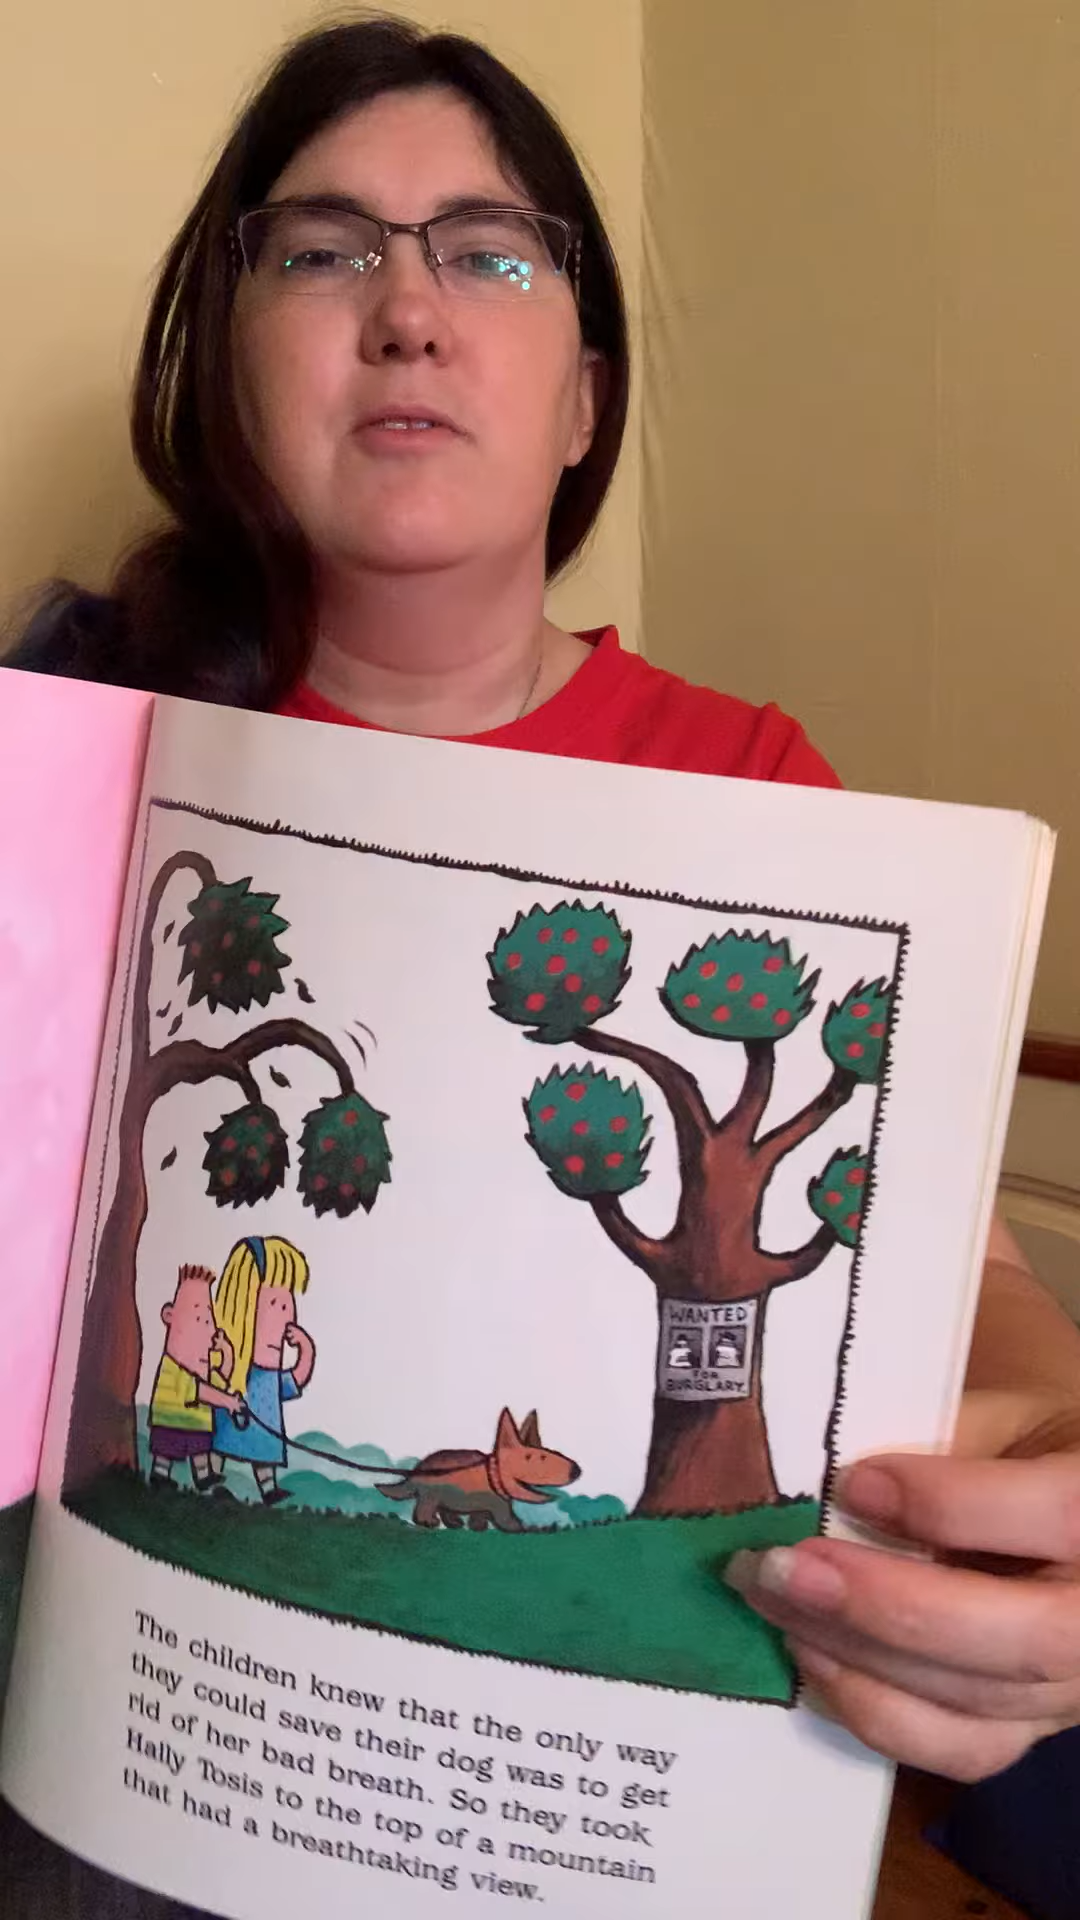 WANTED
FOR
BURGLARY.
The children knew that the only way
they could save their dog was to get
rid of her bad breath. So they took
Hally Tosis to the top of a mountain
that had a breathtaking view.